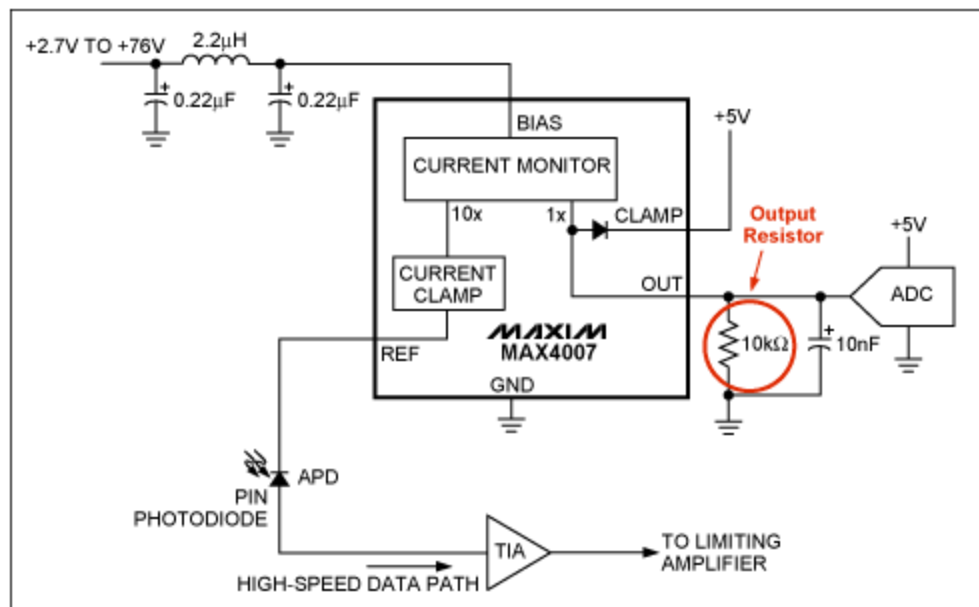 +2.7V TO +76V
2.2μH
0.22μF
0.22μF
BIAS
+5V
CURRENT MONITOR
10x
1x
CLAMP
Output
Resistor
+5V
CURRENT
CLAMP
OUT
ADC
MAXIM
MAX4007
10kΩ
10nF
REF
GND
APD
PIN
PHOTODIODE
TIA
TO LIMITING
AMPLIFIER
HIGH-SPEED DATA PATH